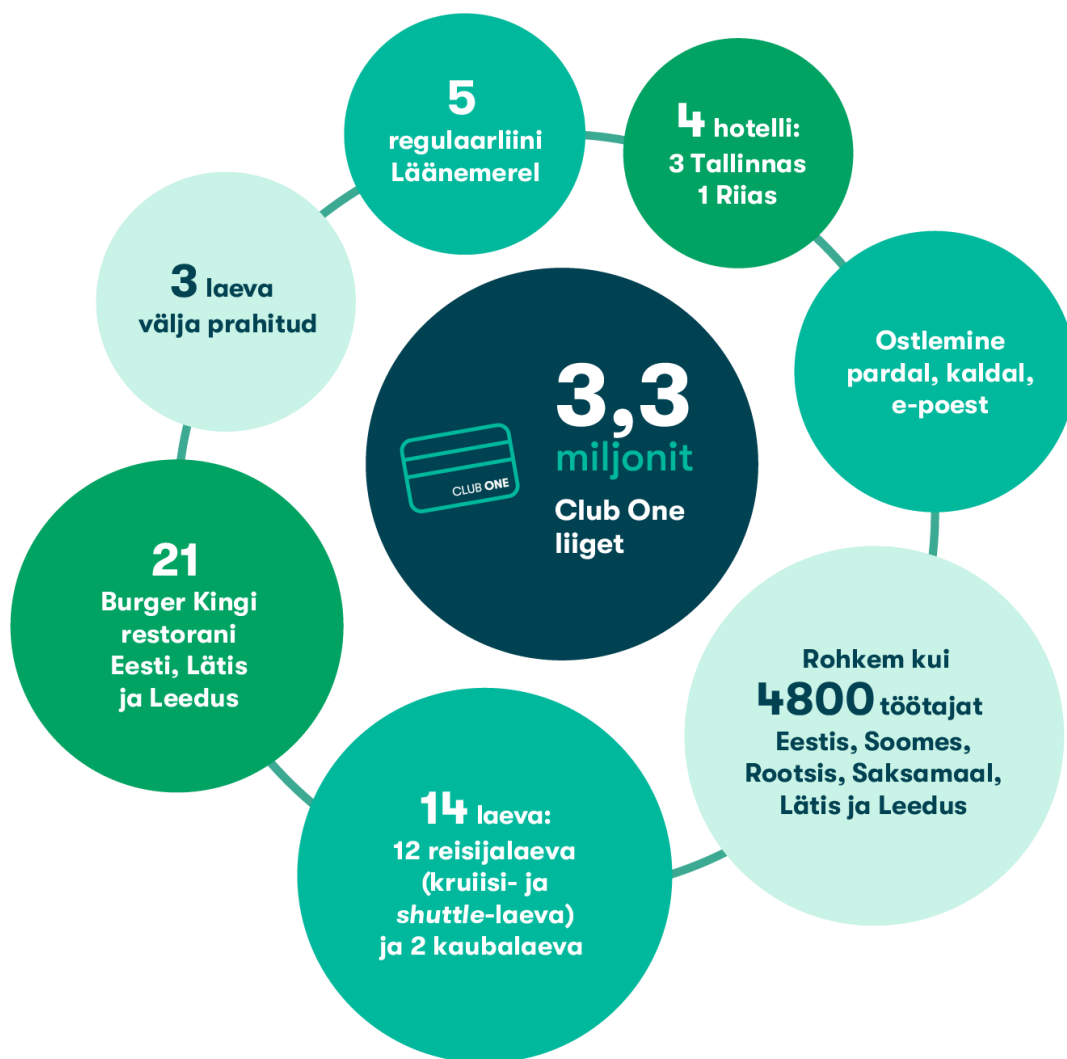 5
regulaarliini
Läänemerel
4 hotelli:
3 Tallinnas
1 Riias
3 laeva
välja prahitud
Ostlemine
pardal, kaldal,
e-poest
3,3
miljonit
Club One
liiget
CLUB ONE
21
Burger Kingi
restorani
Eesti, Lätis
ja Leedus
Rohkem kui
4800 töötajat
Eestis, Soomes,
Rootsis, Saksamaal,
Lätis ja Leedus
14 laeva:
12 reisijalaeva
(kruiisi- ja
shuttle-laeva)
ja 2 kaubalaeva